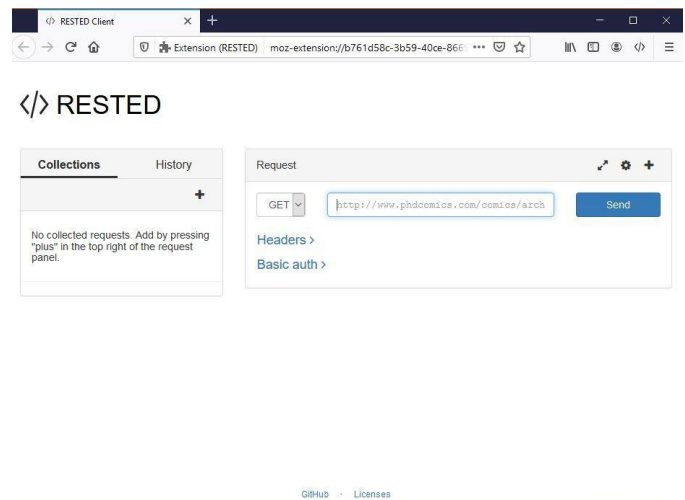 </> RESTED Client
Extension (RESTED) moz-extension://b761d58c-3b59-40ce-866
</> RESTED
Collections History
No collected requests. Add by pressing
"plus" in the top right of the request
panel.
Request
GET http://www.phdcomics.com/comics/arch Send
Headers >
Basic auth >
GitHub · Licenses